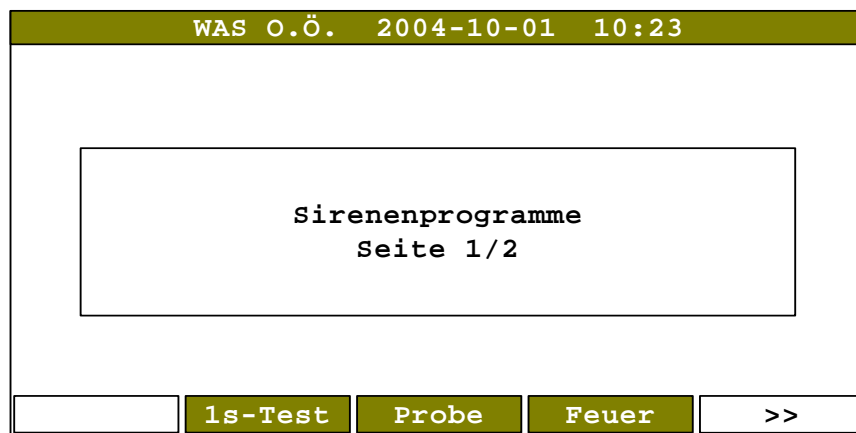 WAS O.Ö. 2004-10-01 10:23
Sirenenprogramme
Seite 1/2
1s-Test Probe Feuer >>